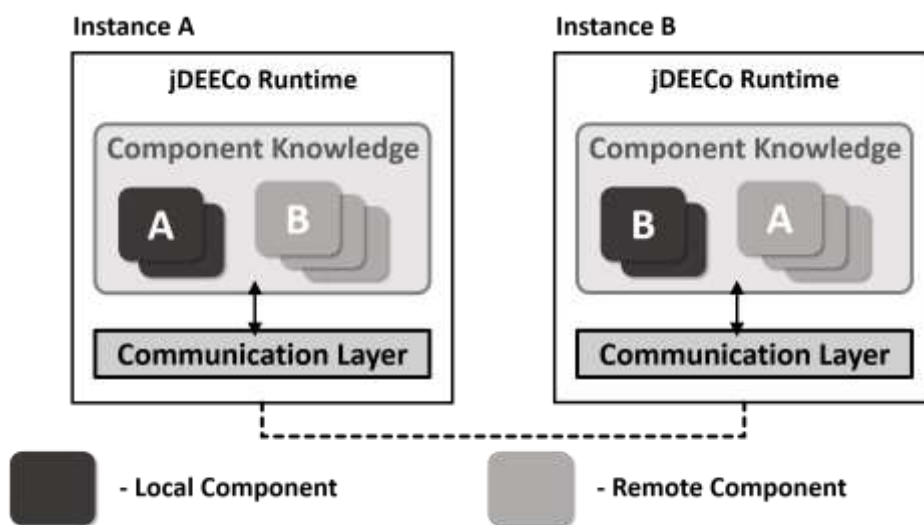 Instance A
Instance B
jDEECo Runtime
jDEECo Runtime
Component Knowledge
Component Knowledge
A
B
B
A
Communication Layer
Communication Layer
- Local Component
- Remote Component